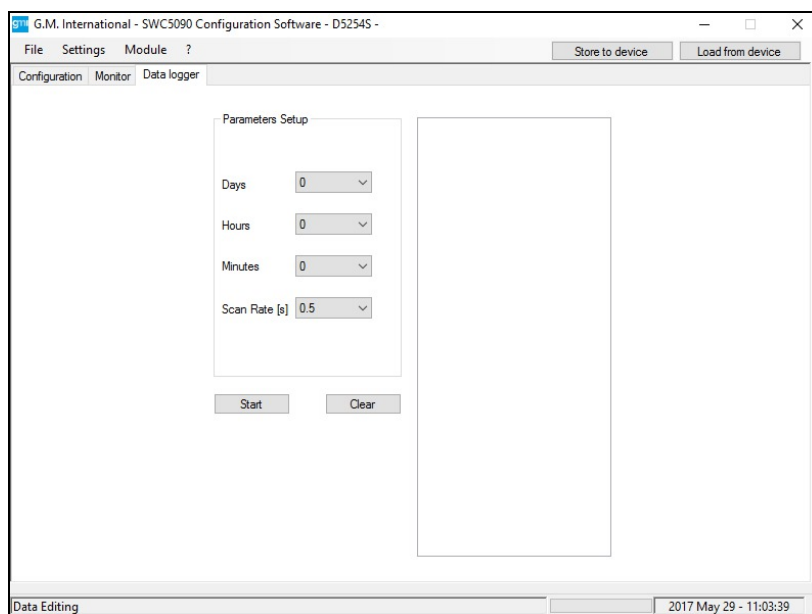 gmi G.M. International - SWC5090 Configuration Software - D5254S -
File Settings Module ? Store to device Load from device
Configuration Monitor Data logger
Parameters Setup
Days 0
Hours 0
Minutes 0
Scan Rate [s] 0.5
Start Clear
Data Editing 2017 May 29 - 11:03:39